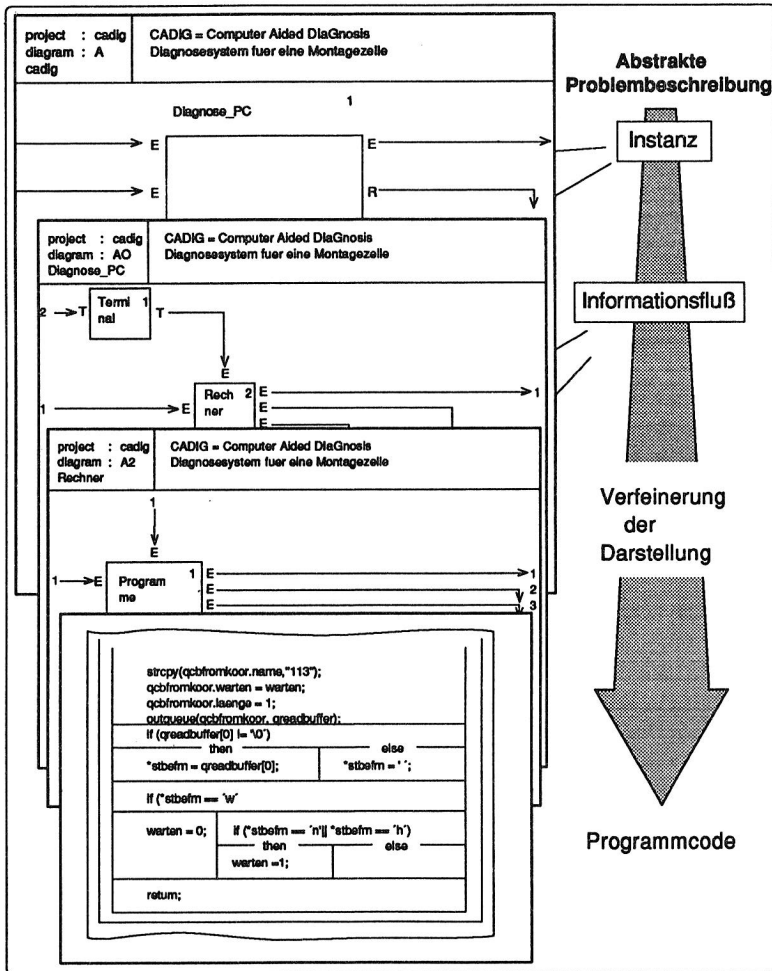 project : cadig
diagram : A
cadig
CADIG = Computer Aided DIaGnosis
Diagnosesystem fuer eine Montagezelle
Diagnose_PC 1
E E
E R
project : cadig
diagram : AO
Diagnose_PC
CADIG = Computer Aided DIaGnosis
Diagnosesystem fuer eine Montagezelle
2 T Termi 1 T
nal
E
1 E Rech 2 E 1
ner E
E
project : cadig
diagram : A2
Rechner
CADIG = Computer Aided DIaGnosis
Diagnosesystem fuer eine Montagezelle
1
E
1 E Program 1 E 1
me E 2
E 3
strcpy(qcbfromkoor.name,"113");
qcbfromkoor.warten = warten;
qcbfromkoor.laenge = 1;
outqueue(qcbfromkoor, qreadbuffer);
if (qreadbuffer[0] != '\0´)
then else
*stbefrn = qreadbuffer[0]; *stbefrn = ' ´;
if (*stbefrn == ´w´
warten = 0; if (*stbefrn == ´n'|| *stbefrn == ´h´)
then else
warten =1;
return;
Abstrakte
Problembeschreibung
Instanz
Informationsfluß
Verfeinerung
der
Darstellung
Programmcode